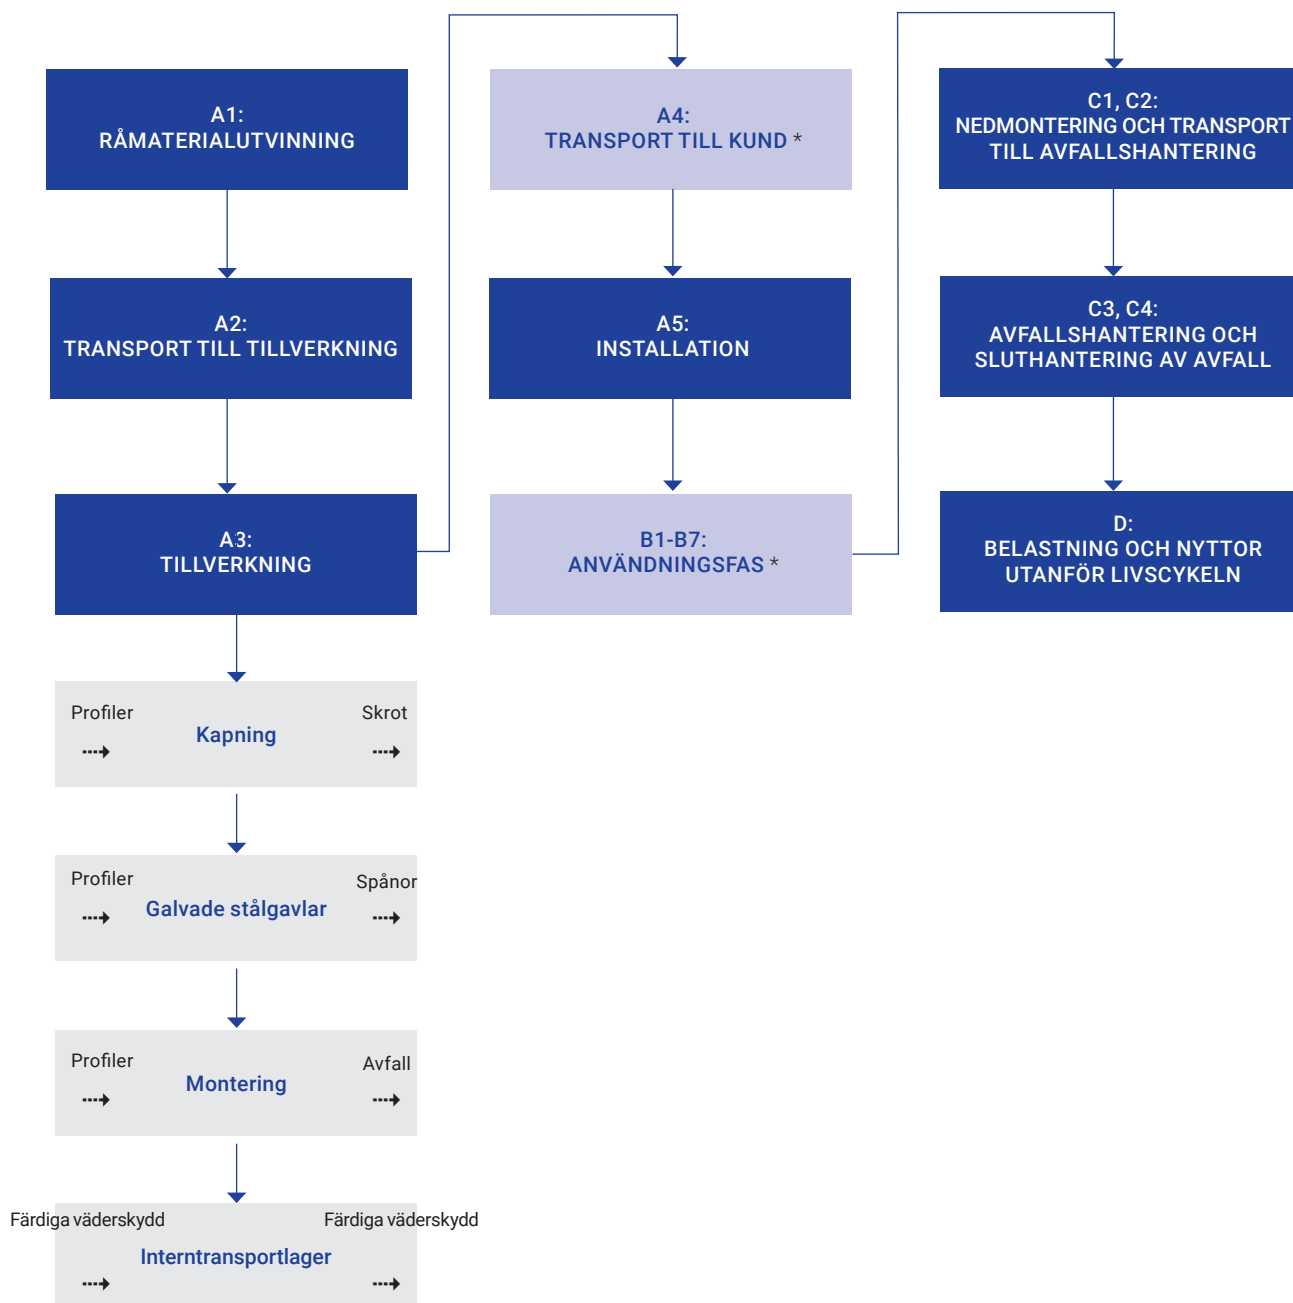 A1:
RÅMATERIALUTVINNING
A2:
TRANSPORT TILL TILLVERKNING
A3:
TILLVERKNING
Profiler
Skrot
Kapning
Profiler
Spånor
Galvade stålgavlar
Profiler
Avfall
Montering
Färdiga väderskydd
Färdiga väderskydd
Interntransportlager
A4:
TRANSPORT TILL KUND *
A5:
INSTALLATION
B1-B7:
ANVÄNDNINGSFAS *
C1, C2:
NEDMONTERING OCH TRANSPORT
TILL AVFALLSHANTERING
C3, C4:
AVFALLSHANTERING OCH
SLUTHANTERING AV AVFALL
D:
BELASTNING OCH NYTTOR
UTANFÖR LIVSCYKELN